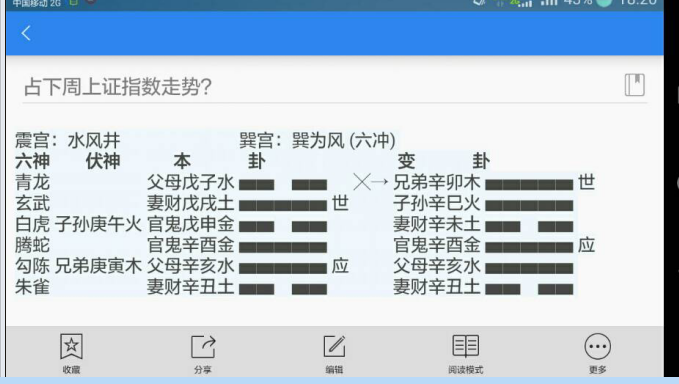 中国移动 2G 43% 18:20
占下周上证指数走势?
震宫：水风井 巽宫：巽为风 (六冲)
六神 伏神 本 卦 变 卦
青龙 父母戊子水 ╳→ 兄弟辛卯木 世
玄武 妻财戊戌土 世 子孙辛巳火
白虎 子孙庚午火 官鬼戊申金 妻财辛未土
腾蛇 官鬼辛酉金 官鬼辛酉金 应
勾陈 兄弟庚寅木 父母辛亥水 应 父母辛亥水
朱雀 妻财辛丑土 妻财辛丑土
收藏 分享 编辑 阅读模式 更多